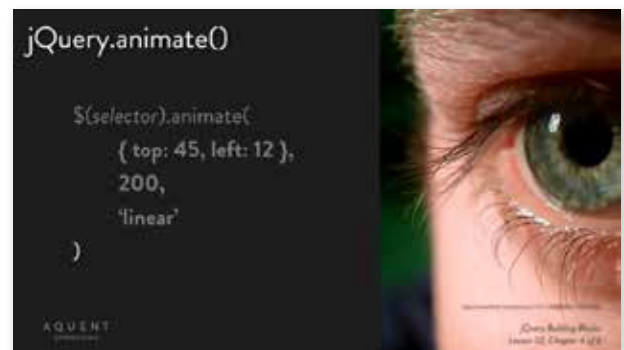 jQuery.animate()
$(selector).animate(
{ top: 45, left: 12 },
200,
‘linear’
)
AQUENT
jQuery Building Blocks